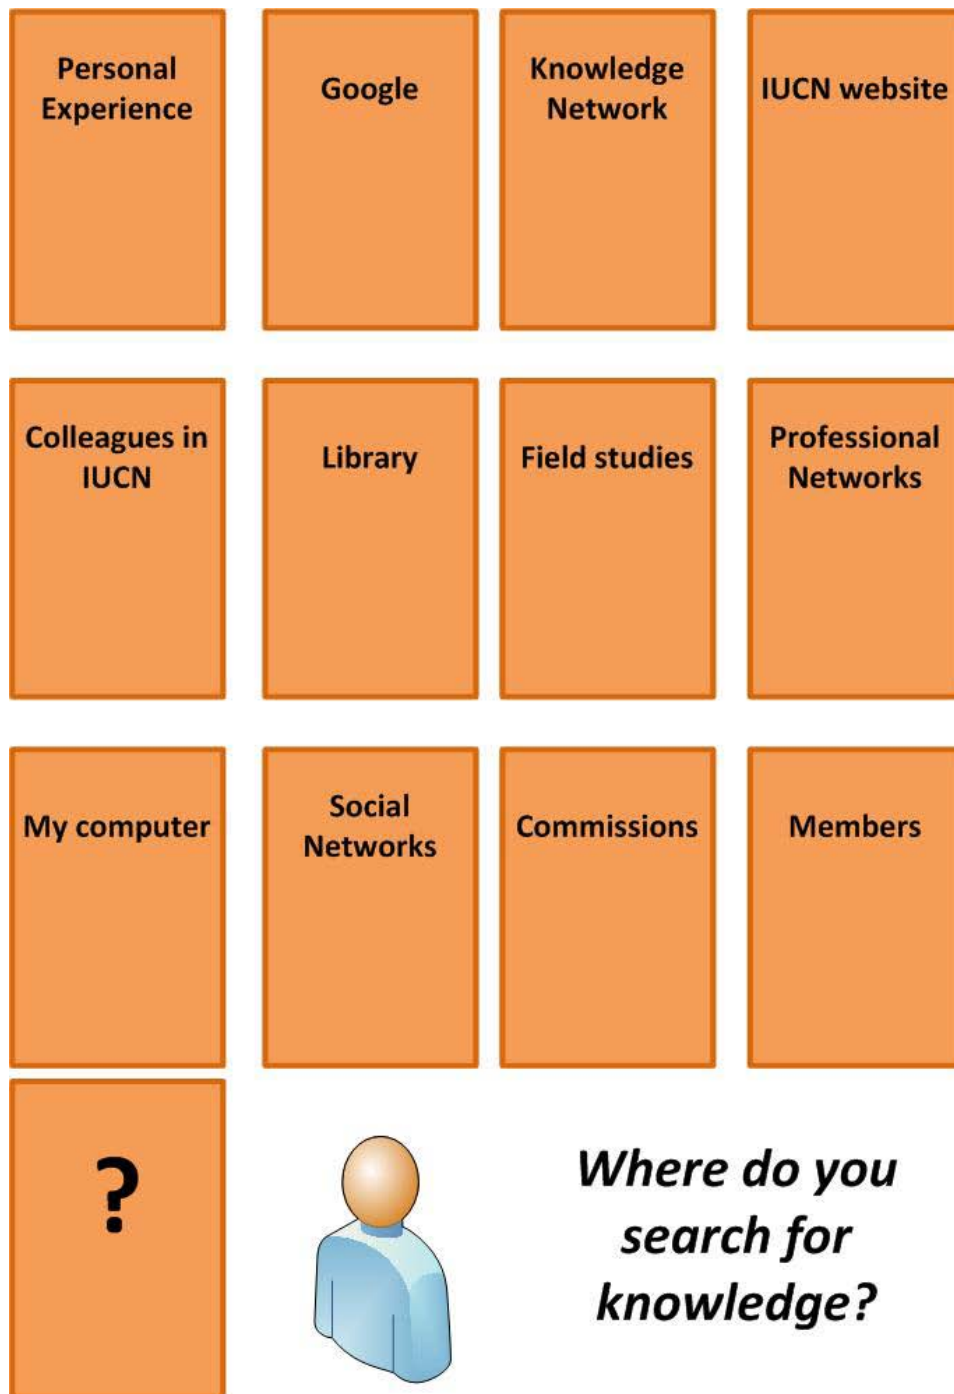 Personal
Experience
Google
Knowledge
Network
IUCN website
Colleagues in
IUCN
Library
Field studies
Professional
Networks
My computer
Social
Networks
Commissions
Members
?
Where do you
search for
knowledge?